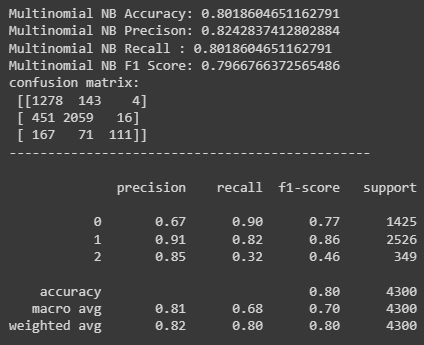 Multinomial NB Accuracy: 0.8018604651162791
Multinomial NB Precison: 0.8242837412802884
Multinomial NB Recall : 0.8018604651162791
Multinomial NB F1 Score: 0.7966766372565486
confusion matrix:
[[1278 143 4]
[ 451 2059 16]
[ 167 71 111]]
-----------------------------------------------
precision recall f1-score support
0 0.67 0.90 0.77 1425
1 0.91 0.82 0.86 2526
2 0.85 0.32 0.46 349
accuracy 0.80 4300
macro avg 0.81 0.68 0.70 4300
weighted avg 0.82 0.80 0.80 4300